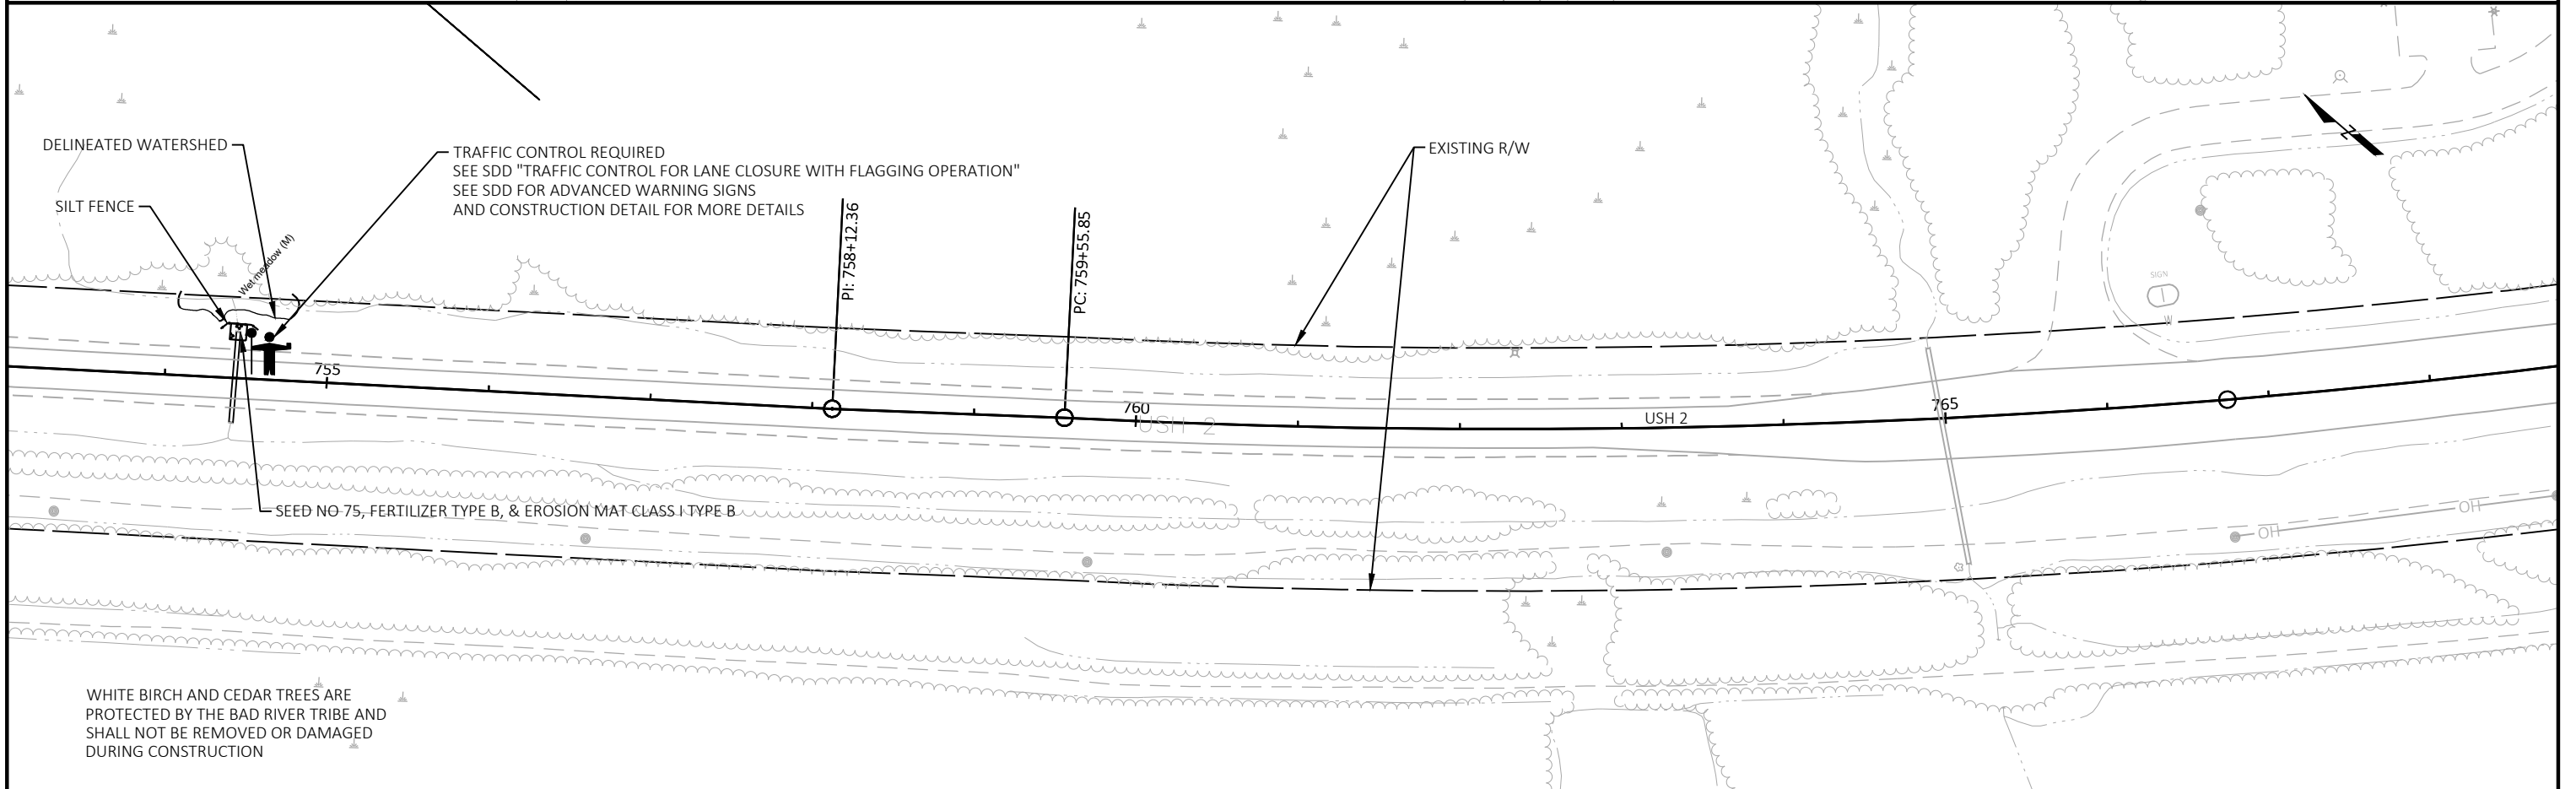 DELINEATED WATERSHED
SILT FENCE
Wet meadow (M)
TRAFFIC CONTROL REQUIRED
SEE SDD "TRAFFIC CONTROL FOR LANE CLOSURE WITH FLAGGING OPERATION"
SEE SDD FOR ADVANCED WARNING SIGNS
AND CONSTRUCTION DETAIL FOR MORE DETAILS
PI: 758+12.36
PC: 759+55.85
EXISTING R/W
N
SIGN
W
755
760
USH 2
USH 2
765
SEED NO 75, FERTILIZER TYPE B, & EROSION MAT CLASS I TYPE B
OH
OH
WHITE BIRCH AND CEDAR TREES ARE
PROTECTED BY THE BAD RIVER TRIBE AND
SHALL NOT BE REMOVED OR DAMAGED
DURING CONSTRUCTION